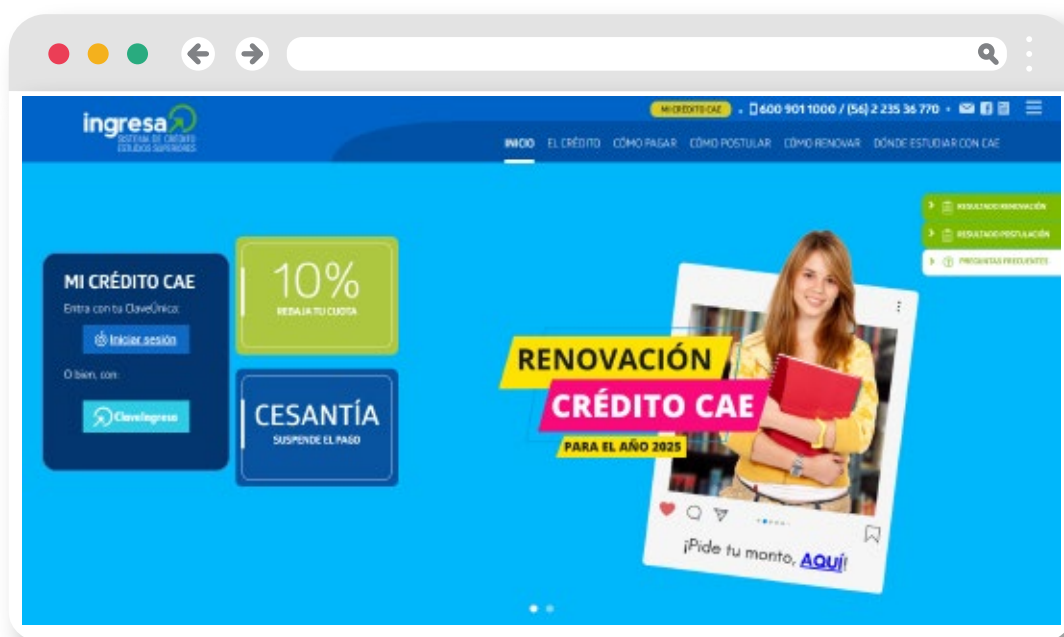 ingresa
SISTEMA DE CRÉDITO
ESTUDIOS SUPERIORES
MI CRÉDITO CAE
600 901 1000 / (56) 2 235 36 770
INICIO EL CRÉDITO CÓMO PAGAR CÓMO POSTULAR CÓMO RENOVAR DÓNDE ESTUDIAR CON CAE
RESULTADO RENOVACIÓN
RESULTADO POSTULACIÓN
PREGUNTAS FRECUENTES
MI CRÉDITO CAE
Entra con tu ClaveÚnica:
Iniciar sesión
O bien, con:
ClaveIngresa
10%
REBAJA TU CUOTA
CESANTÍA
SUSPENDE EL PAGO
RENOVACIÓN
CRÉDITO CAE
PARA EL AÑO 2025
¡Pide tu monto, AQUÍ!